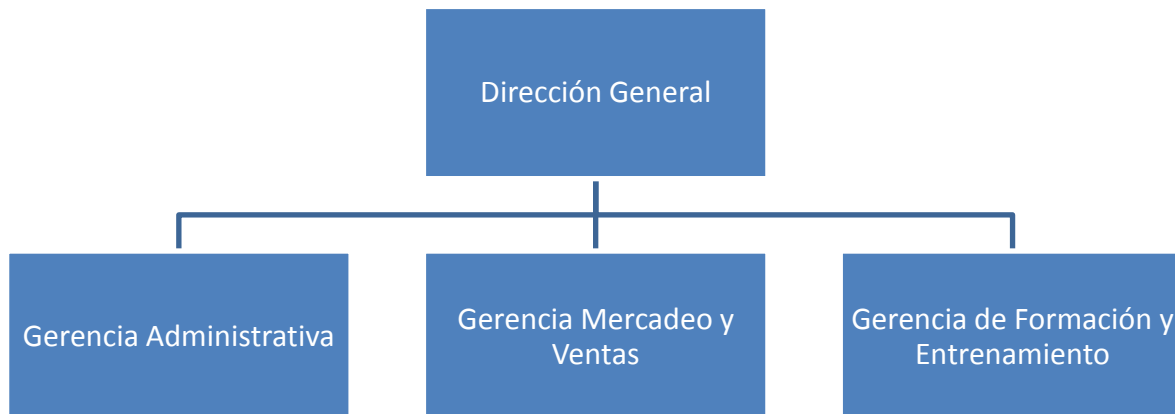 Dirección General
Gerencia Administrativa
Gerencia Mercadeo y
Ventas
Gerencia de Formación y
Entrenamiento